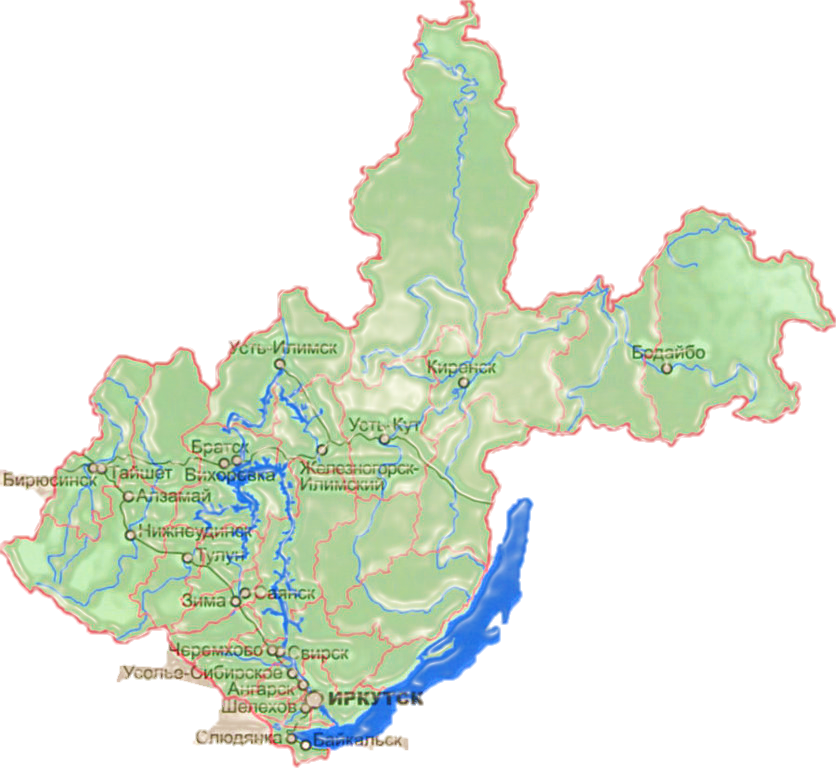 Усть-Илимск
Бодайбо
Киренск
Усть-Кут
Братск
Вихоревка
Железногорск-
Илимский
Тайшет
Бирюсинск
Алзамай
Нижнеудинск
Тулун
Саянск
Зима
Черемхово
Свирск
Усолье-Сибирское
Ангарск
ИРКУТСК
Шелехов
Слюдянка
Байкальск